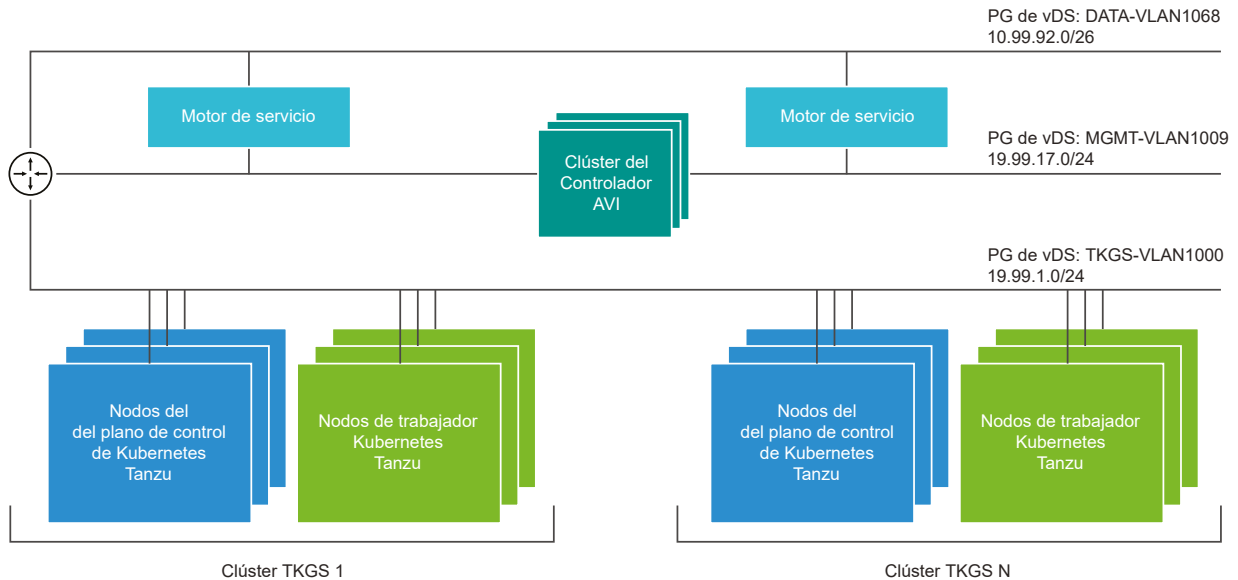 PG de vDS: DATA-VLAN1068
10.99.92.0/26
Motor de servicio
Motor de servicio
PG de vDS: MGMT-VLAN1009
19.99.17.0/24
Clúster del
Controlador
AVI
PG de vDS: TKGS-VLAN1000
19.99.1.0/24
Nodos del
del plano de control
de Kubernetes
Tanzu
Nodos de trabajador
Kubernetes
Tanzu
Nodos del
del plano de control
de Kubernetes
Tanzu
Nodos de trabajador
Kubernetes
Tanzu
Clúster TKGS 1
Clúster TKGS N